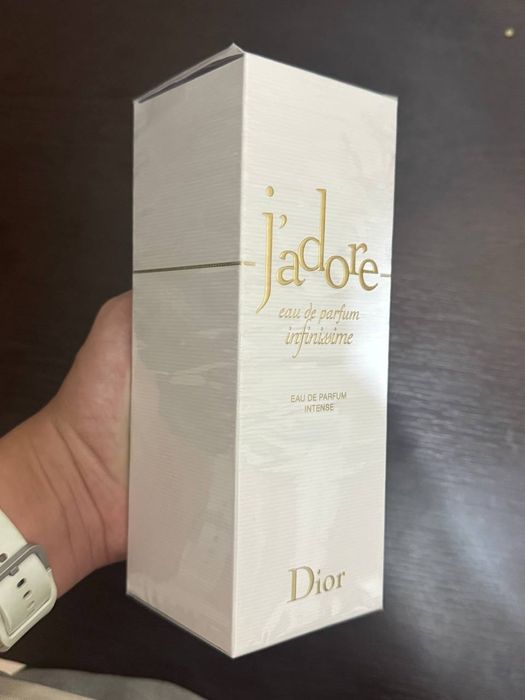 j'adore
eau de parfum
infinissime
EAU DE PARFUM
INTENSE
Dior